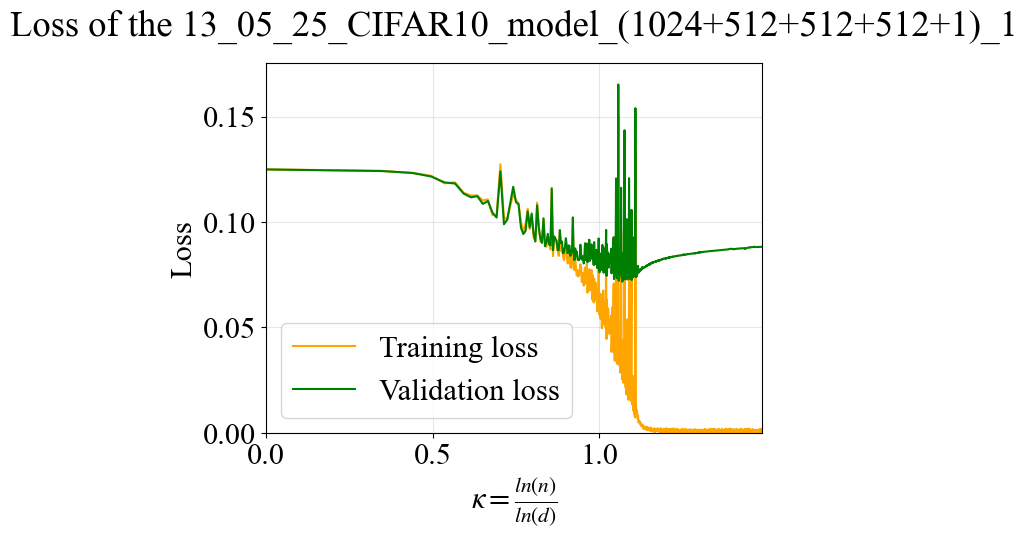 Loss of the 13_05_25_CIFAR10_model_(1024+512+512+512+1)_1
0.15
0.10
0.05
0.00
Loss
Training loss
Validation loss
0.0 0.5 1.0
κ = ln(n)/ln(d)